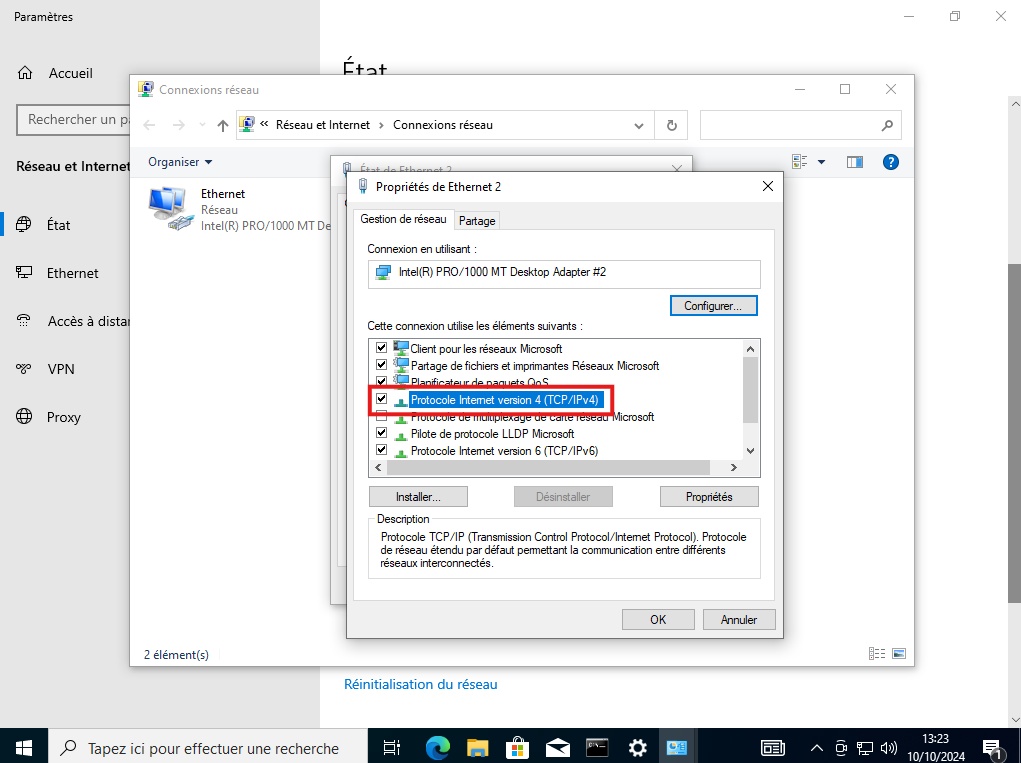 Paramètres
Accueil
État
Rechercher un pa
Réseau et Internet
État
Ethernet
Accès à distan
VPN
Proxy
Connexions réseau
« Réseau et Internet > Connexions réseau
Organiser
Ethernet
Réseau
Intel(R) PRO/1000 MT De
État de Ethernet 2
Propriétés de Ethernet 2
Gestion de réseau
Partage
Connexion en utilisant :
Intel(R) PRO/1000 MT Desktop Adapter #2
Configurer...
Cette connexion utilise les éléments suivants :
Client pour les réseaux Microsoft
Partage de fichiers et imprimantes Réseaux Microsoft
Planificateur de paquets QoS
Protocole Internet version 4 (TCP/IPv4)
Protocole de multiplexage de carte réseau Microsoft
Pilote de protocole LLDP Microsoft
Protocole Internet version 6 (TCP/IPv6)
Installer...
Désinstaller
Propriétés
Description
Protocole TCP/IP (Transmission Control Protocol/Internet Protocol). Protocole
de réseau étendu par défaut permettant la communication entre différents
réseaux interconnectés.
OK
Annuler
2 élément(s)
Réinitialisation du réseau
Tapez ici pour effectuer une recherche
13:23
10/10/2024
1